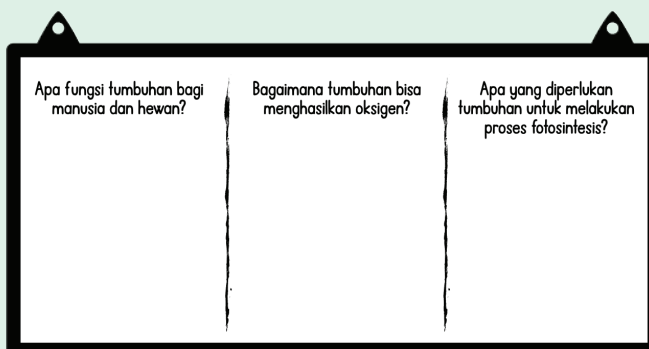 Apa fungsi tumbuhan bagi
manusia dan hewan?
Bagaimana tumbuhan bisa
menghasilkan oksigen?
Apa yang diperlukan
tumbuhan untuk melakukan
proses fotosintesis?